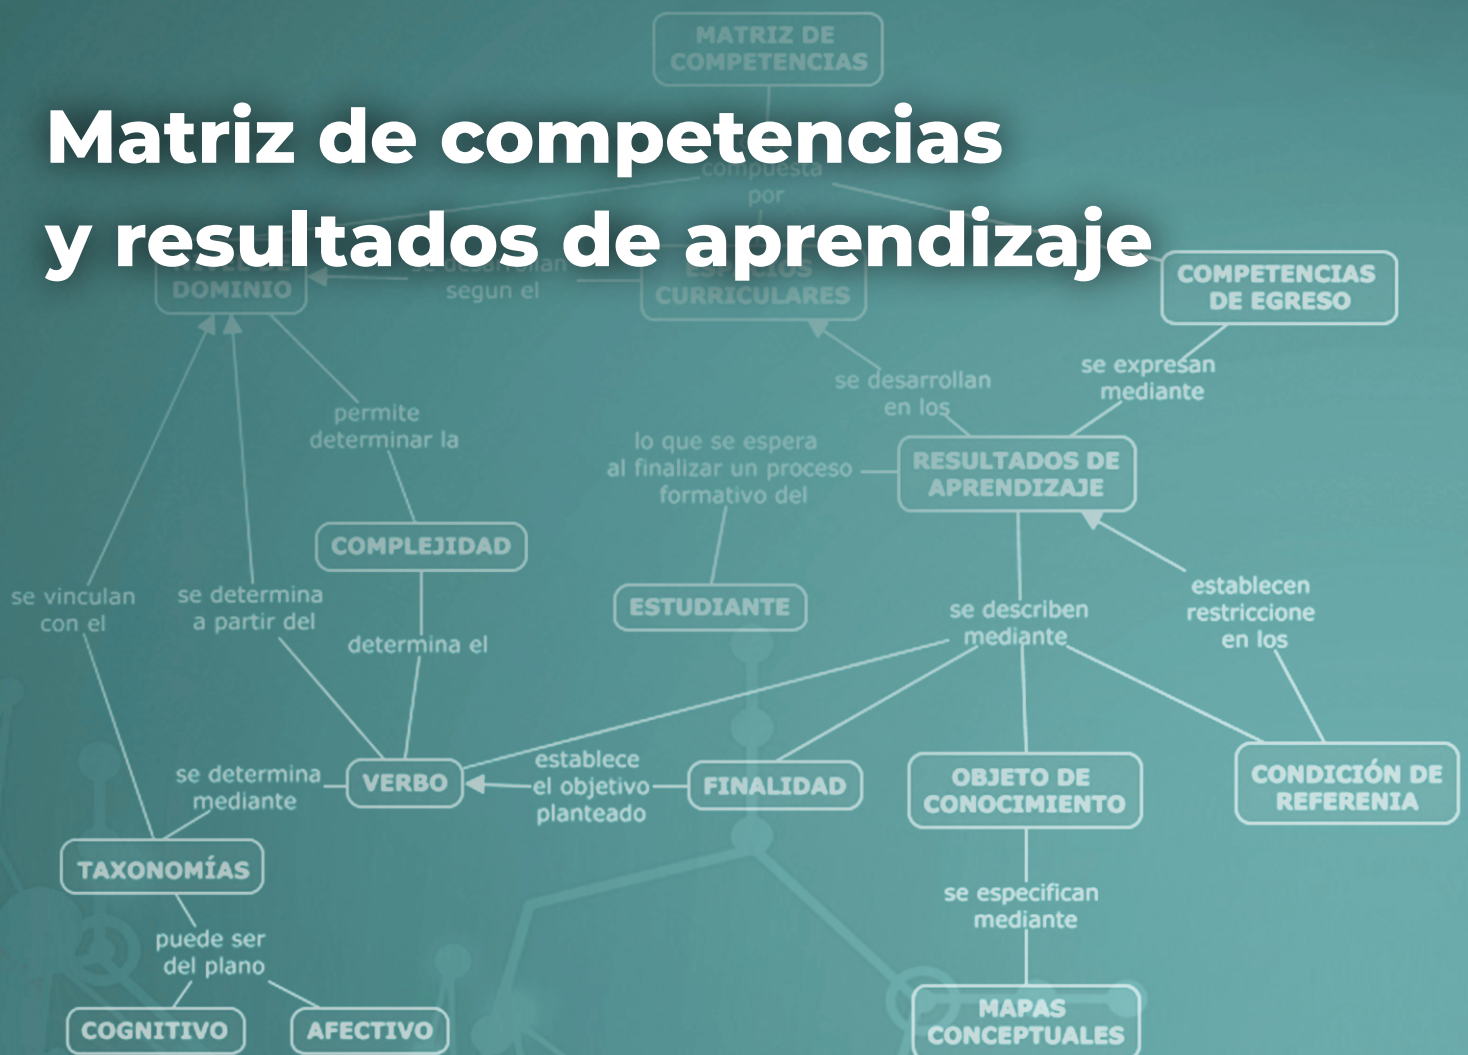 MATRIZ DE
COMPETENCIAS
Matriz de competencias
y resultados de aprendizaje
compuesta
por
DOMINIO
se desarrollan
segun el
ESPACIOS
CURRICULARES
COMPETENCIAS
DE EGRESO
se desarrollan
en los
se expresan
mediante
permite
determinar la
lo que se espera
al finalizar un proceso
formativo del
RESULTADOS DE
APRENDIZAJE
COMPLEJIDAD
se vinculan
con el
se determina
a partir del
determina el
ESTUDIANTE
se describen
mediante
establecen
restriccione
en los
se determina
mediante
VERBO
establece
el objetivo
planteado
FINALIDAD
OBJETO DE
CONOCIMIENTO
CONDICIÓN DE
REFERENIA
TAXONOMÍAS
puede ser
del plano
se especifican
mediante
COGNITIVO
AFECTIVO
MAPAS
CONCEPTUALES